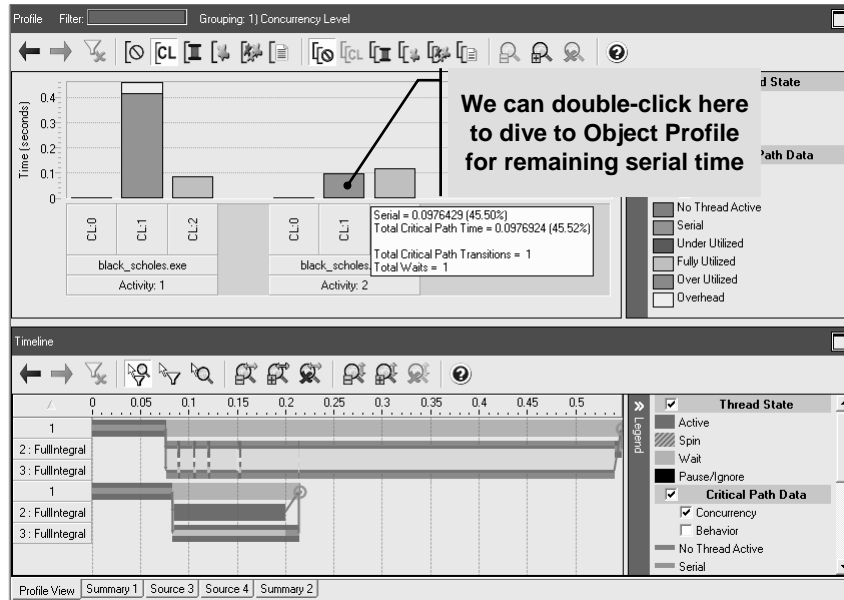 Profile Filter: Grouping: 1) Concurrency Level
CL
CL
We can double-click here
to dive to Object Profile
for remaining serial time
d State
Path Data
No Thread Active
Serial
Under Utilized
Fully Utilized
Over Utilized
Overhead
Time (seconds)
0.4
0.3
0.2
0.1
0
CL:0
CL:1
CL:2
CL:0
CL:1
black_scholes.exe
black_scholes.
Activity: 1
Activity: 2
Serial = 0.0976429 (45.50%)
Total Critical Path Time = 0.0976924 (45.52%)
Total Critical Path Transitions = 1
Total Waits = 1
Timeline
0 0.05 0.1 0.15 0.2 0.25 0.3 0.35 0.4 0.45 0.5
1
2 : FullIntegral
3 : FullIntegral
1
2 : FullIntegral
3 : FullIntegral
Legend
Thread State
Active
Spin
Wait
Pause/Ignore
Critical Path Data
Concurrency
Behavior
No Thread Active
Serial
Profile View Summary 1 Source 3 Source 4 Summary 2